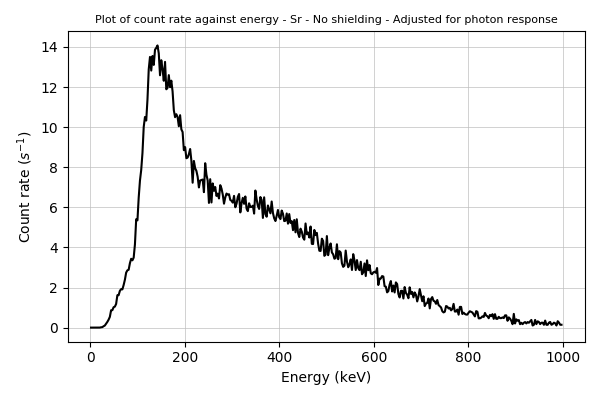 Plot of count rate against energy - Sr - No shielding - Adjusted for photon response
14
12
10
8
6
4
2
0
Count rate (s⁻¹)
0 200 400 600 800 1000
Energy (keV)